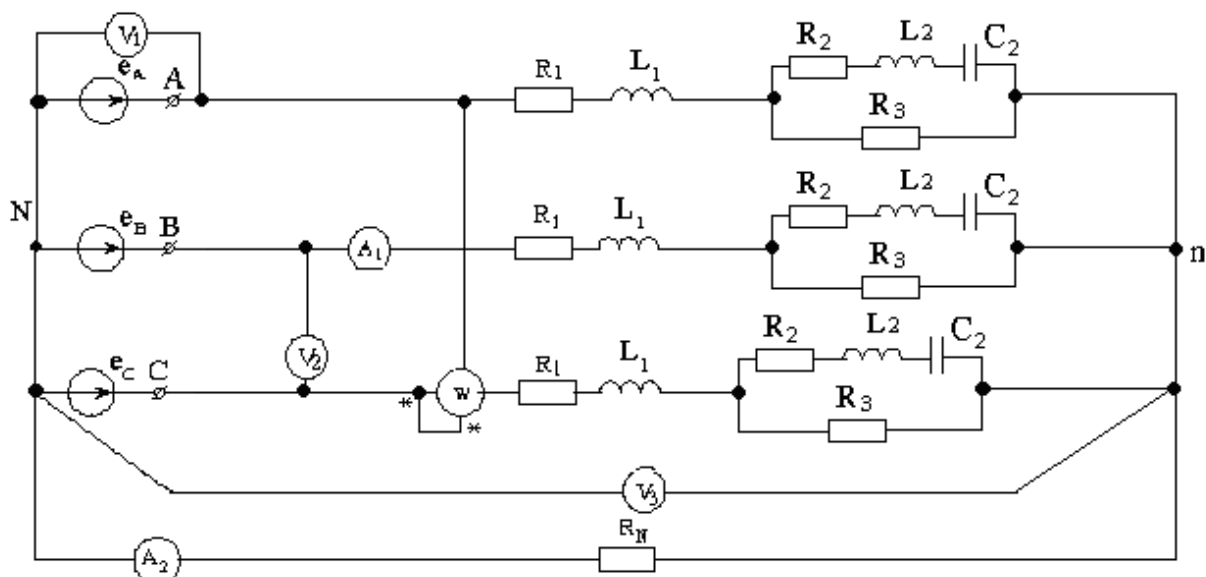 V1
eA A
R1 L1 R2 L2 C2
R3
N eB B
A1 R1 L1 R2 L2 C2
R3
n
V2
eC C
* W * R1 L1 R2 L2 C2
R3
V3
A2 RN